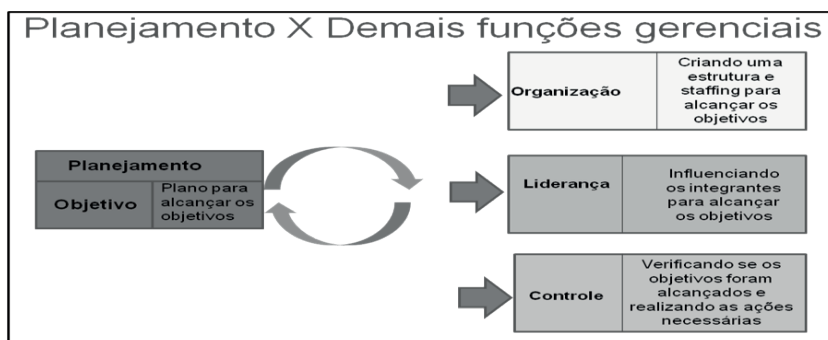 Planejamento X Demais funções gerenciais
Planejamento
Objetivo
Plano para
alcançar os
objetivos
Organização
Criando uma
estrutura e
staffing para
alcançar os
objetivos
Liderança
Influenciando
os integrantes
para alcançar
os objetivos
Controle
Verificando se os
objetivos foram
alcançados e
realizando as ações
necessárias